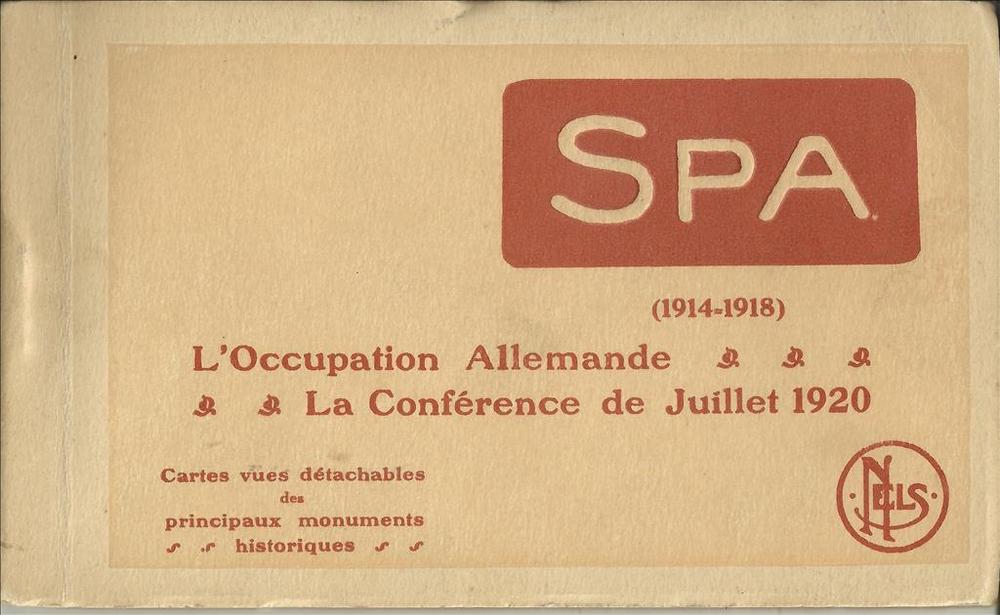 SPA
(1914-1918)
L'Occupation Allemande
La Conférence de Juillet 1920
Cartes vues détachables
des
principaux monuments
historiques
NELS